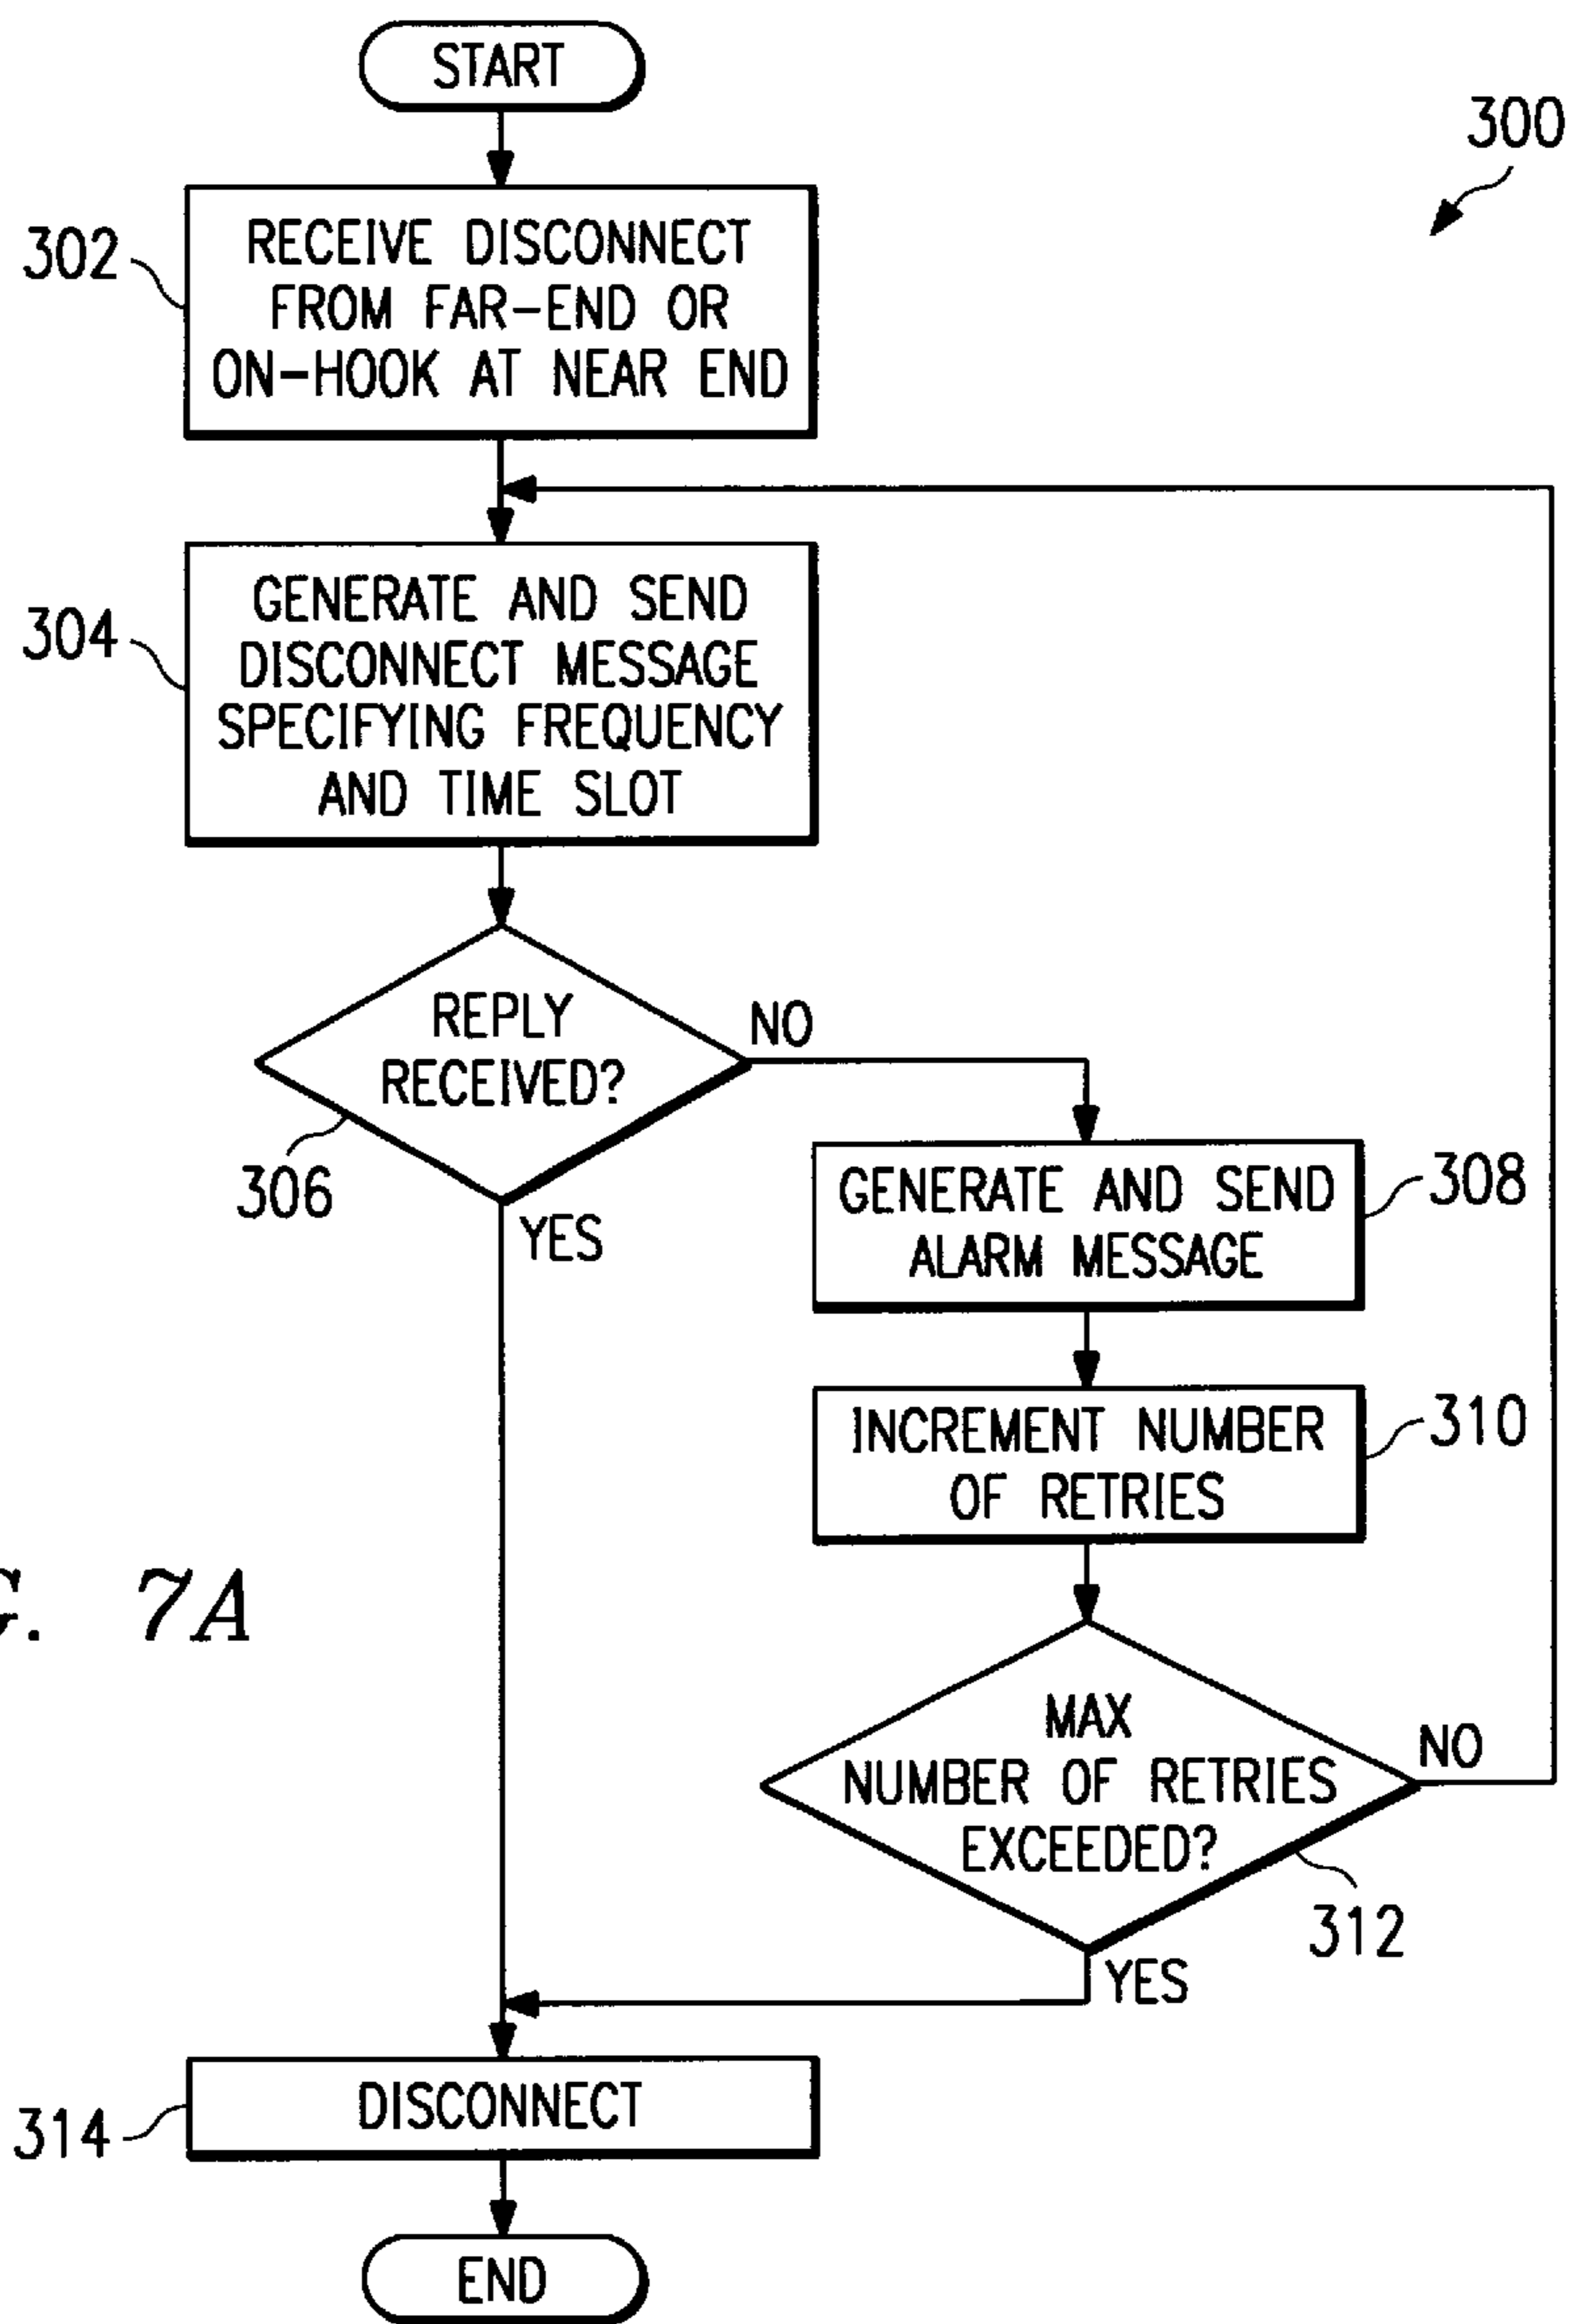 START
300
302
RECEIVE DISCONNECT
FROM FAR-END OR
ON-HOOK AT NEAR END
304
GENERATE AND SEND
DISCONNECT MESSAGE
SPECIFYING FREQUENCY
AND TIME SLOT
REPLY
RECEIVED?
NO
306
YES
GENERATE AND SEND
ALARM MESSAGE
308
INCREMENT NUMBER
OF RETRIES
310
7A
MAX
NUMBER OF RETRIES
EXCEEDED?
NO
312
YES
DISCONNECT
314
END